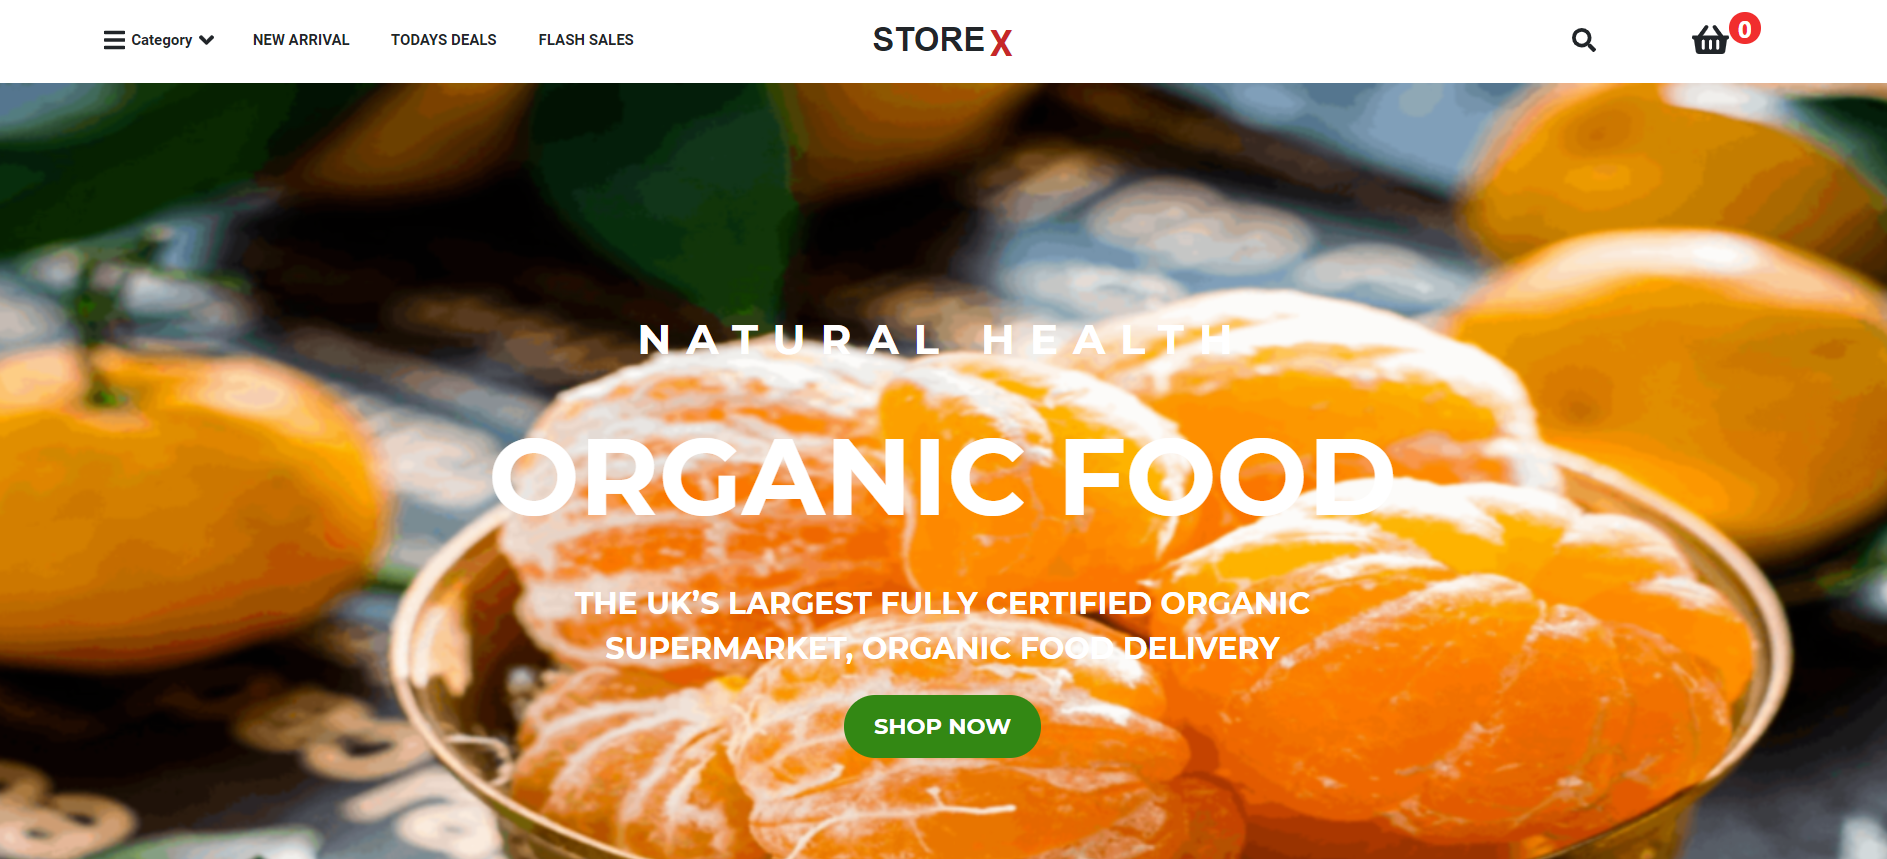 Category
NEW ARRIVAL
TODAYS DEALS
FLASH SALES
STORE X
0
NATURAL HEALTH
ORGANIC FOOD
THE UK’S LARGEST FULLY CERTIFIED ORGANIC
SUPERMARKET, ORGANIC FOOD DELIVERY
SHOP NOW